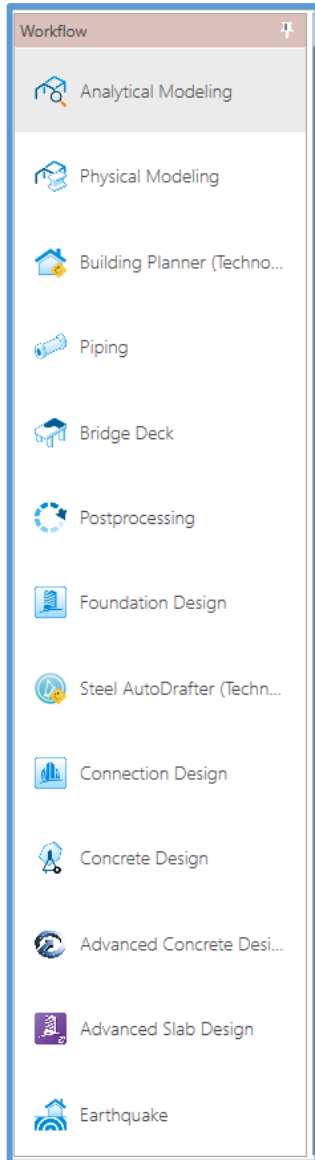 Workflow
Analytical Modeling
Physical Modeling
Building Planner (Techno...
Piping
Bridge Deck
Postprocessing
Foundation Design
Steel AutoDrafter (Techn...
Connection Design
Concrete Design
Advanced Concrete Desi...
Advanced Slab Design
Earthquake